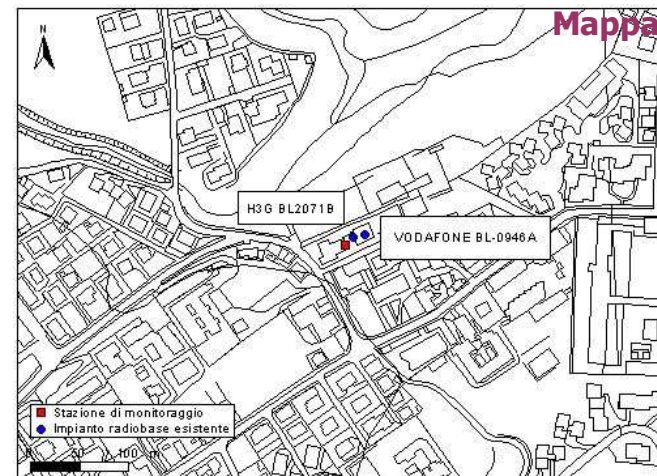 Mappa
N
H3G BL2071B
VODAFONE BL-0946A
Stazione di monitoraggio
Impianto radiobase esistente
0 50 100 m